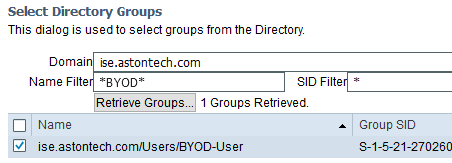 Select Directory Groups
This dialog is used to select groups from the Directory.
Domain ise.astontech.com
Name Filter *BYOD* SID Filter *
Retrieve Groups... 1 Groups Retrieved.
Name Group SID
ise.astontech.com/Users/BYOD-User S-1-5-21-270260